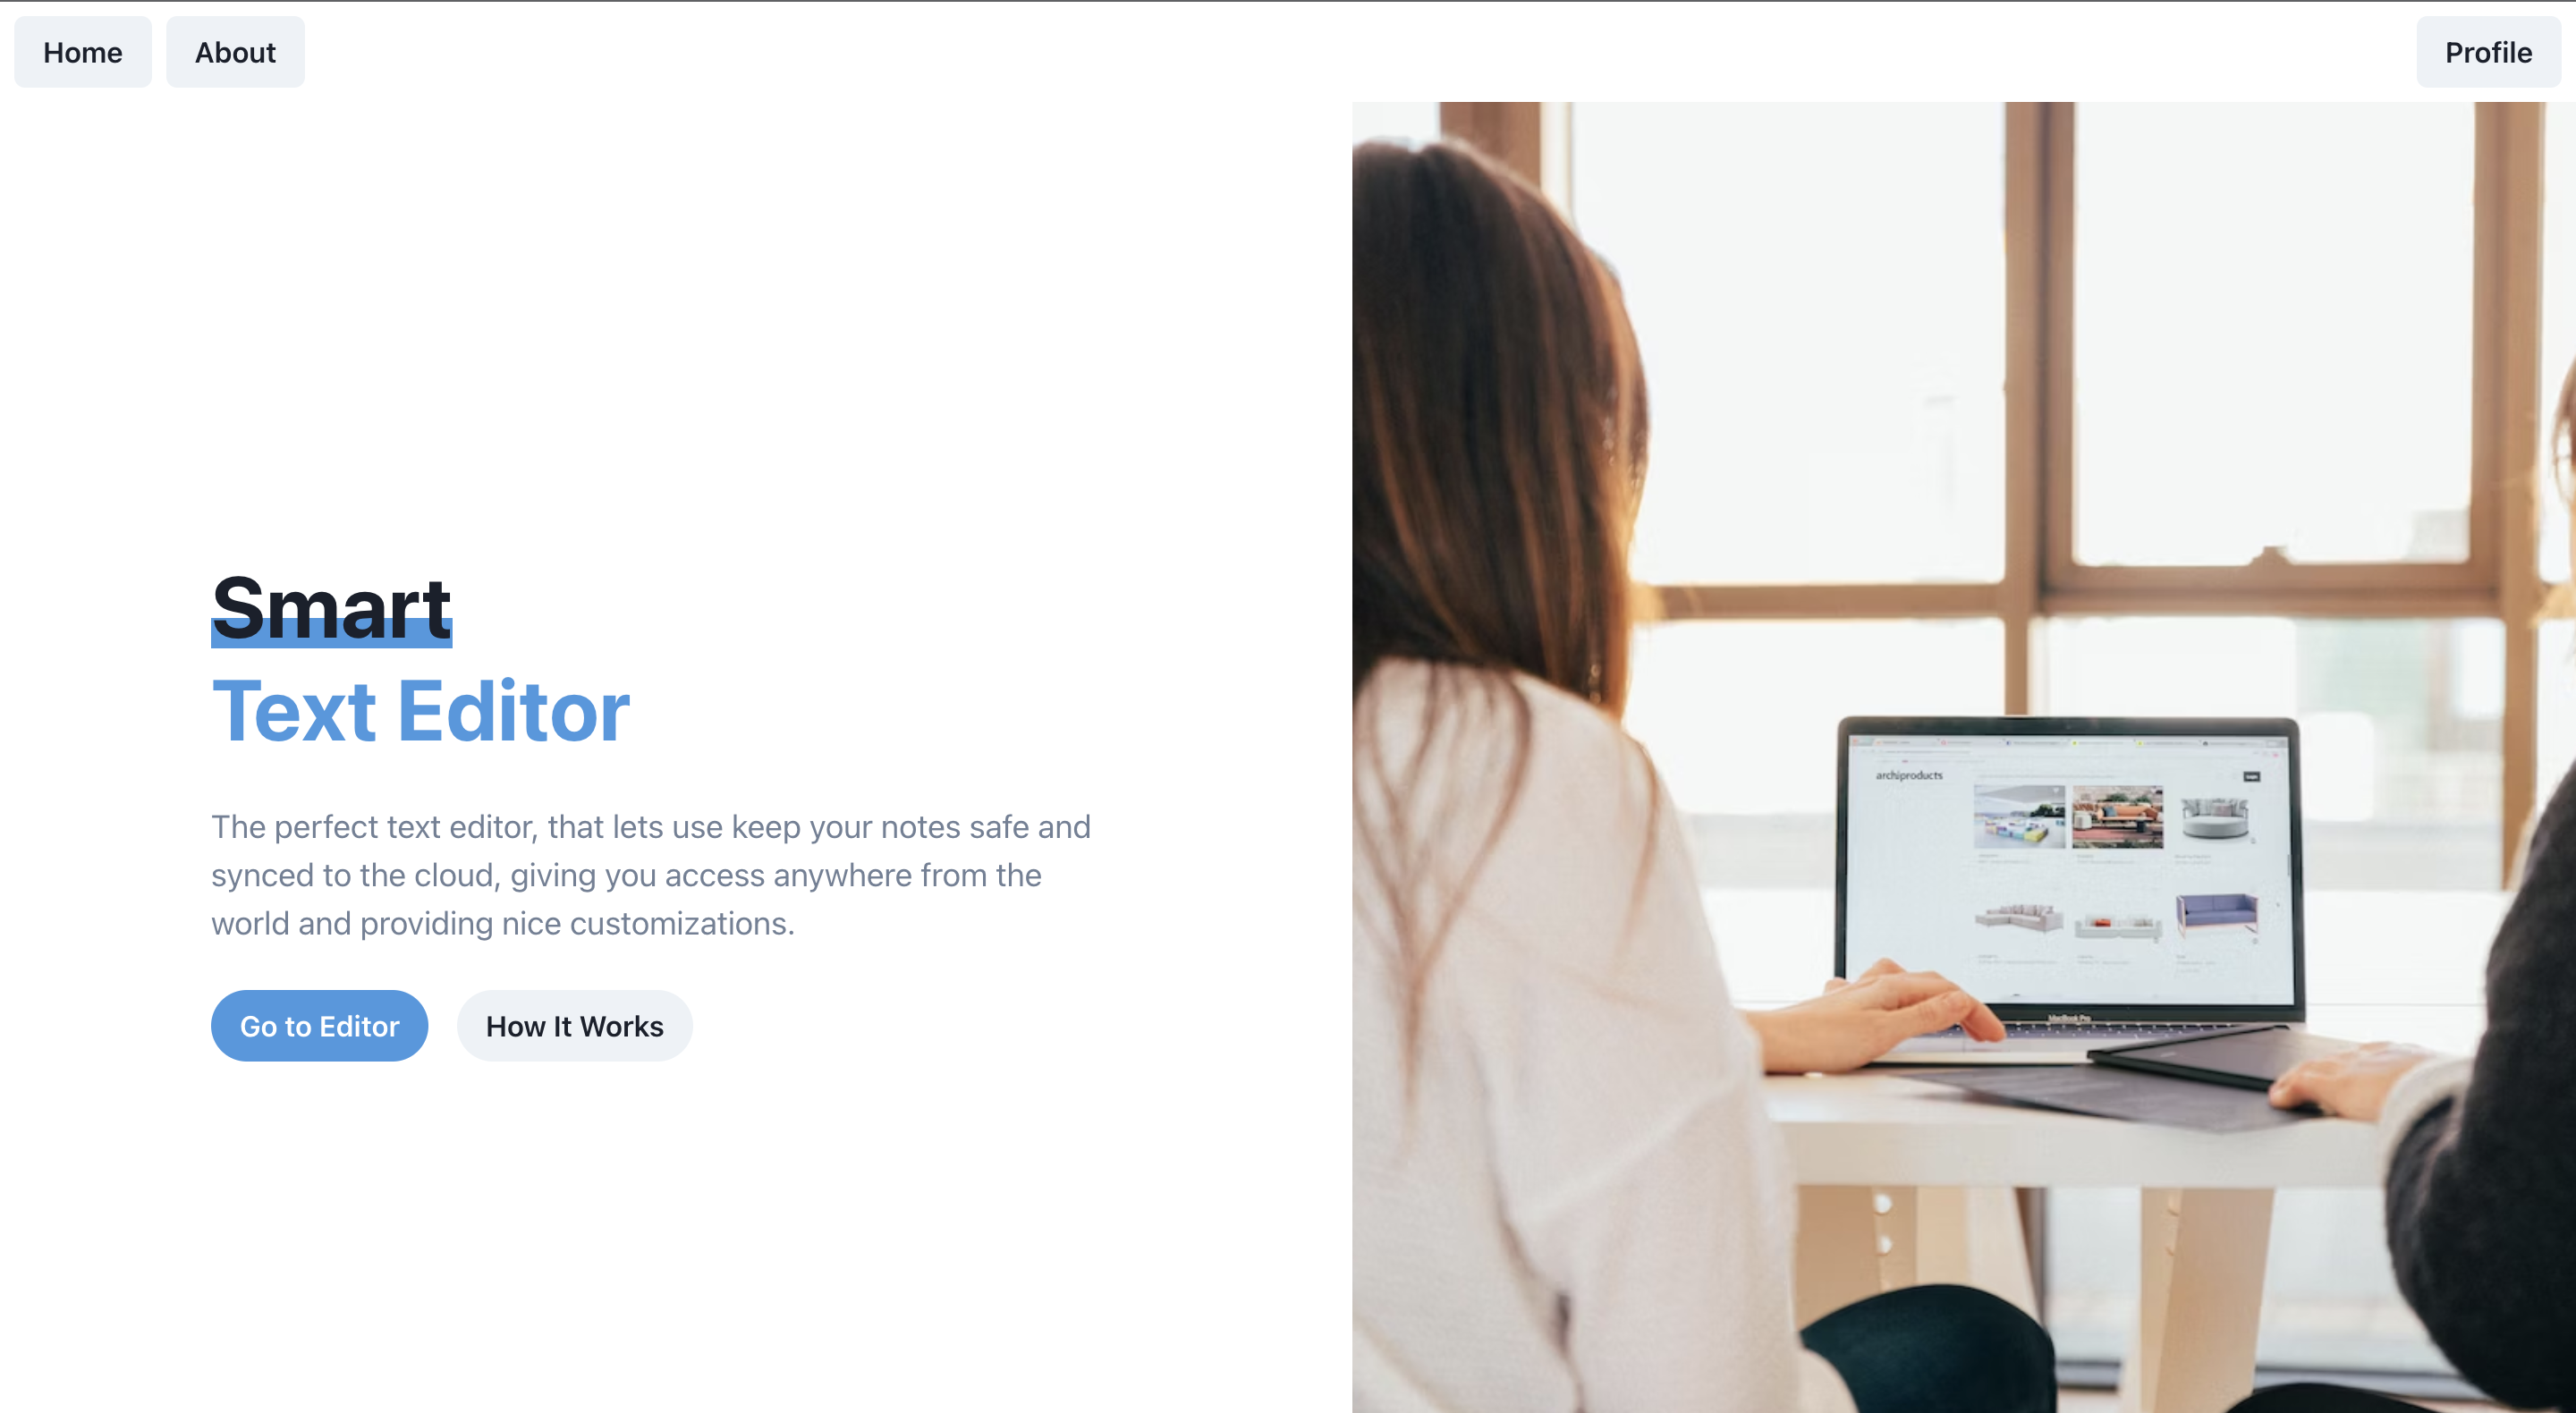 Home About Profile
Smart
Text Editor
The perfect text editor, that lets use keep your notes safe and
synced to the cloud, giving you access anywhere from the
world and providing nice customizations.
Go to Editor How It Works
archiproducts
MacBook Pro